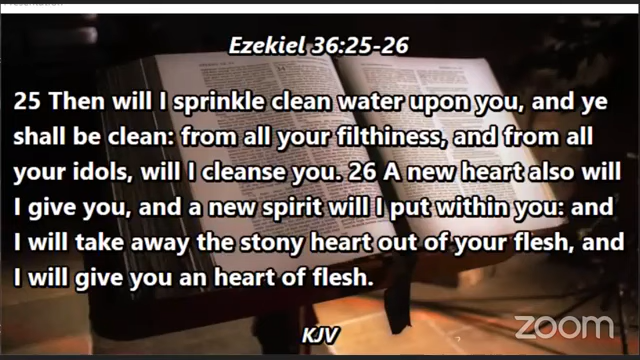 Ezekiel 36:25-26
25 Then will I sprinkle clean water upon you, and ye
shall be clean: from all your filthiness, and from all
your idols, will I cleanse you. 26 A new heart also will
I give you, and a new spirit will I put within you: and
I will take away the stony heart out of your flesh, and
I will give you an heart of flesh.
KJV
zoom